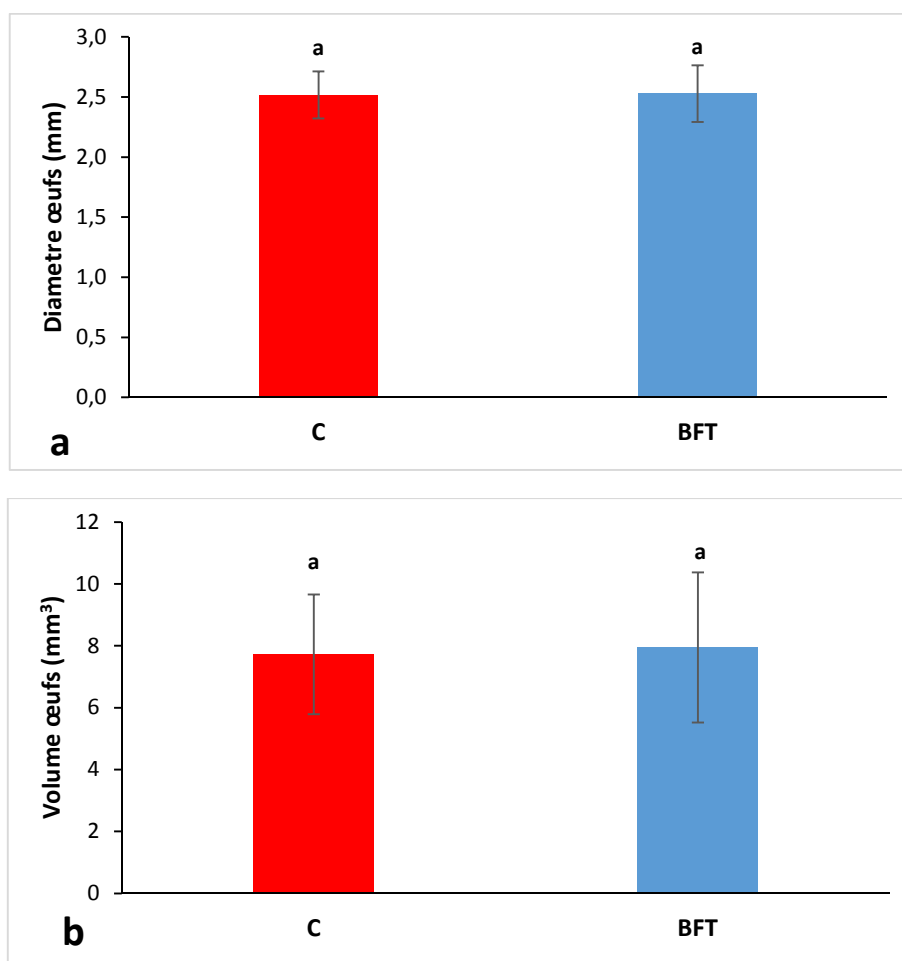 Diametre œufs (mm)
3,0
2,5
2,0
1,5
1,0
0,5
0,0
a
a
C
BFT
a
Volume œufs (mm³)
12
10
8
6
4
2
0
a
a
C
BFT
b